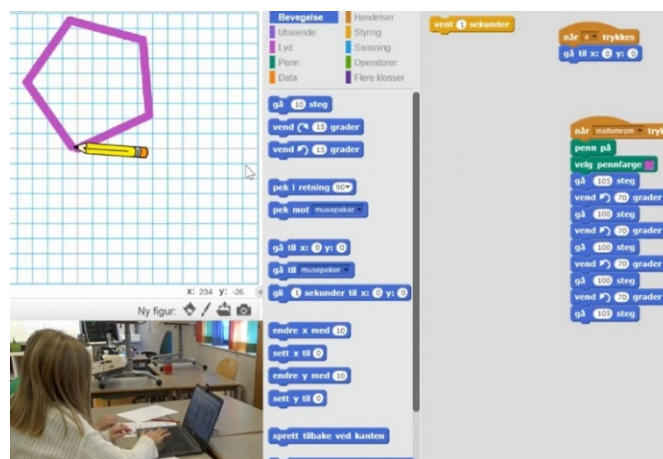 Bevegelse
Utseende
Lyd
Penn
Data
Hendelser
Styring
Sansning
Operatorer
Flere klosser
gå 10 steg
vend 15 grader
vend 15 grader
pek i retning 90
pek mot musepeker
gå til x: 0 y: 0
gå til musepeker
gli 1 sekunder til x: 0 y: 0
endre x med 10
sett x til 0
endre y med 10
sett y til 0
sprett tilbake ved kanten
x: 234 y: -26
Ny figur:
vent 1 sekunder
når a trykkes
gå til x: 0 y: 0
når mellomrom tryk
penn på
velg pennfarge
gå 105 steg
vend 70 grader
gå 100 steg
vend 70 grader
gå 100 steg
vend 70 grader
gå 100 steg
vend 70 grader
gå 105 steg